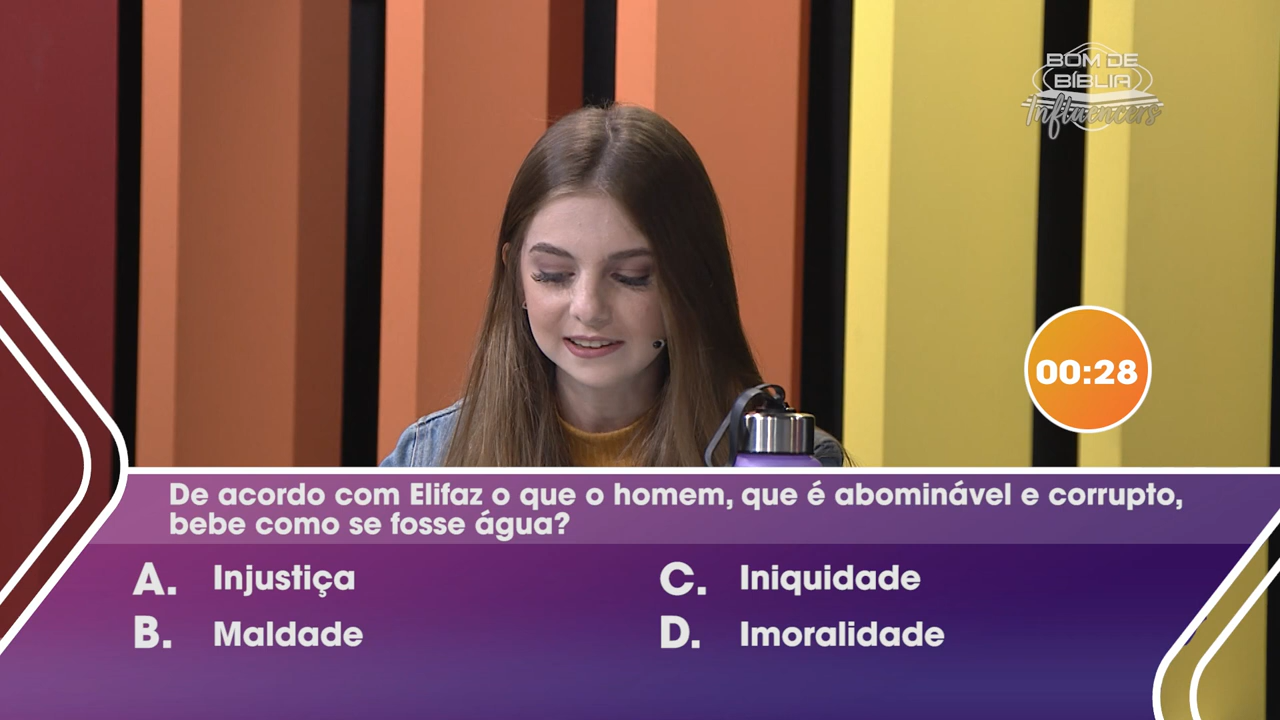 BOM DE
BÍBLIA
Influencers
00:28
De acordo com Elifaz o que o homem, que é abominável e corrupto,
bebe como se fosse água?
A. Injustiça
C. Iniquidade
B. Maldade
D. Imoralidade